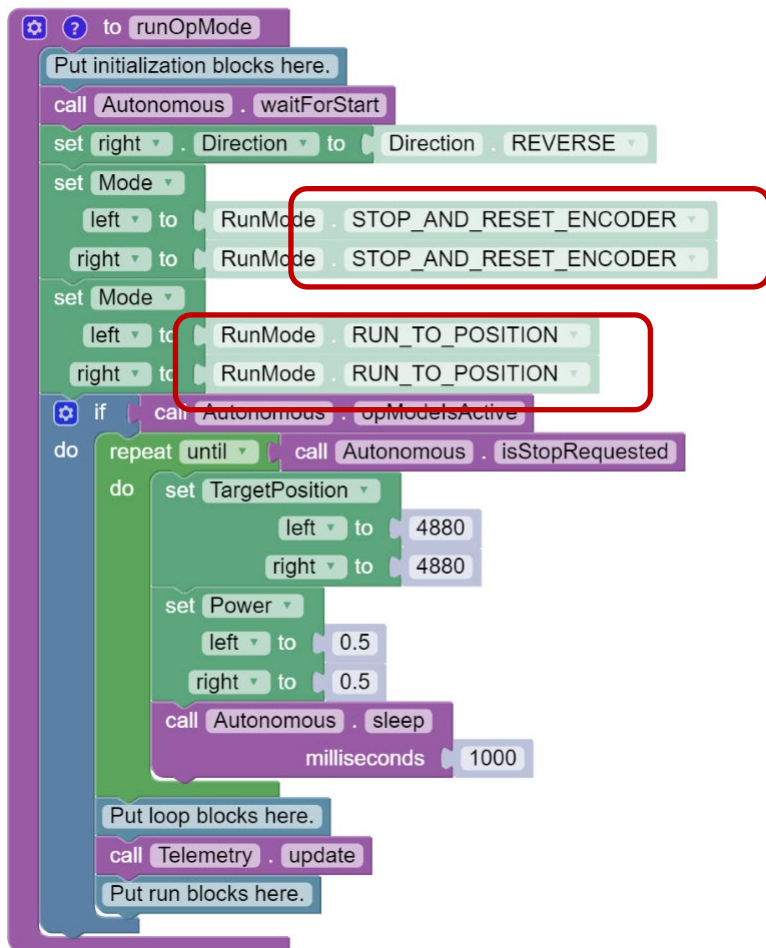 ? to runOpMode
Put initialization blocks here.
call Autonomous . waitForStart
set right . Direction to Direction . REVERSE
set Mode
left to RunMode . STOP_AND_RESET_ENCODER
right to RunMode . STOP_AND_RESET_ENCODER
set Mode
left to RunMode . RUN_TO_POSITION
right to RunMode . RUN_TO_POSITION
if call Autonomous . opModeIsActive
do repeat until call Autonomous . isStopRequested
do set TargetPosition
left to 4880
right to 4880
set Power
left to 0.5
right to 0.5
call Autonomous . sleep
milliseconds 1000
Put loop blocks here.
call Telemetry . update
Put run blocks here.